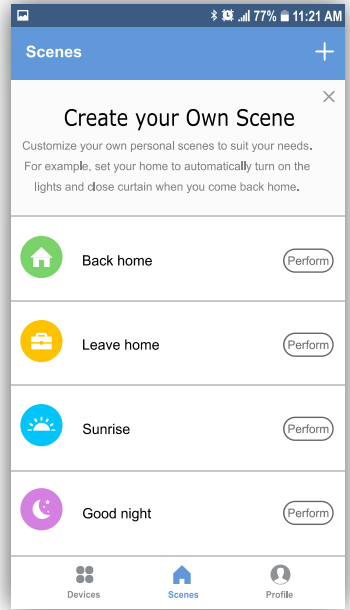 77% 11:21 AM
Scenes
Create your Own Scene
Customize your own personal scenes to suit your needs.
For example, set your home to automatically turn on the
lights and close curtain when you come back home.
Back home Perform
Leave home Perform
Sunrise Perform
Good night Perform
Devices Scenes Profile